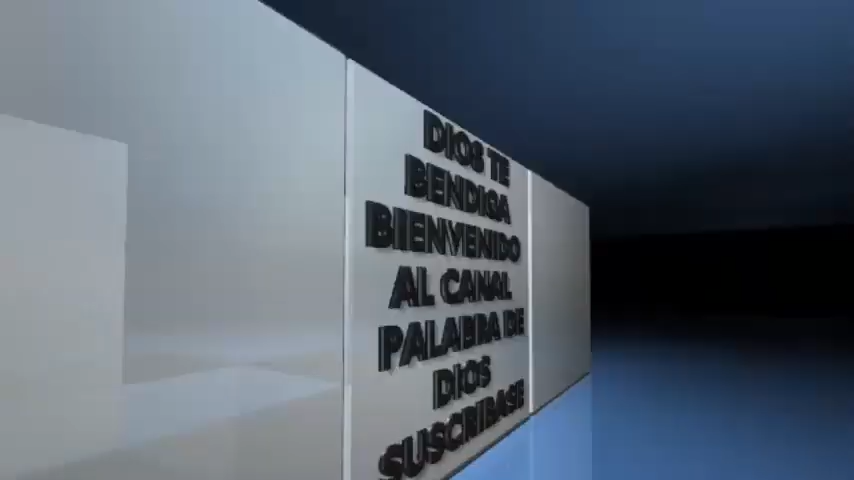 DIOS TE
BENDIGA
BIENVENIDO
AL CANAL
PALABRA DE
DIOS
SUSCRIBASE